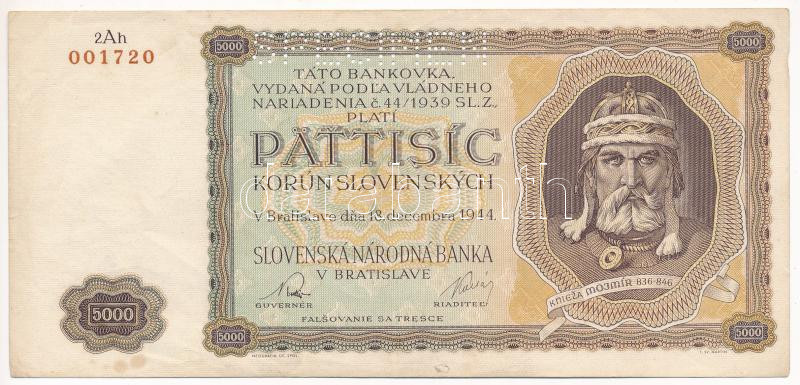 2Ah
001720
5000
5000
TÁTO BANKOVKA,
VYDANÁ PODĽA VLÁDNEHO
NARIADENIA č. 44/1939 SL. Z.,
PLATÍ
PÄŤTISÍC
KORÚN SLOVENSKÝCH
V Bratislave dňa 18. decembra 1944.
SLOVENSKÁ NÁRODNÁ BANKA
V BRATISLAVE
GUVERNÉR
RIADITEĽ
KNIEŽA MOJMÍR 836-846
5000
5000
FALŠOVANIE SA TRESCE
5000